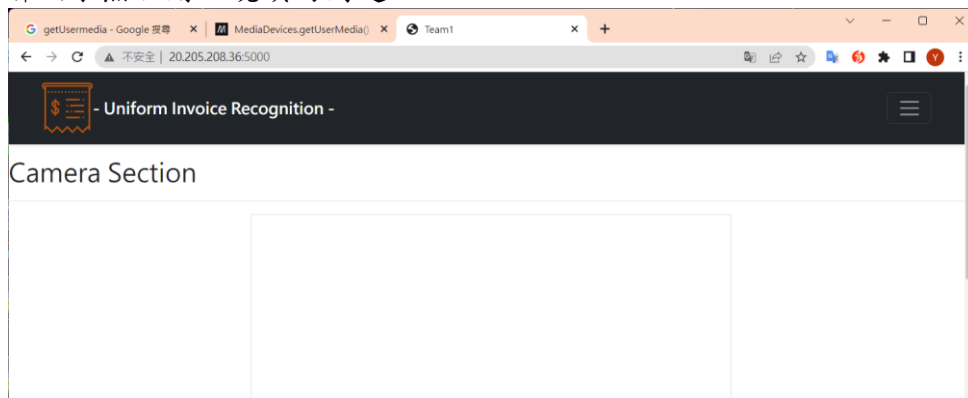 getUsermedia - Google 搜尋
MediaDevices.getUserMedia()
Team1
不安全 | 20.205.208.36:5000
Y
$
- Uniform Invoice Recognition -
Camera Section